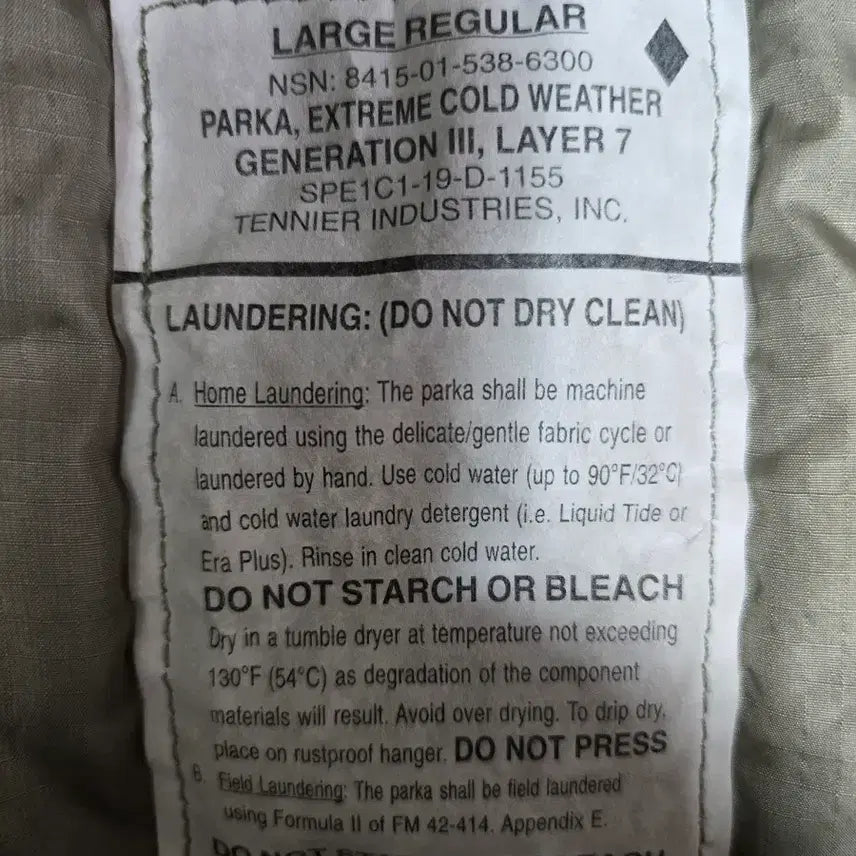 LARGE REGULAR
NSN: 8415-01-538-6300
PARKA, EXTREME COLD WEATHER
GENERATION III, LAYER 7
SPE1C1-19-D-1155
TENNIER INDUSTRIES, INC.
LAUNDERING: (DO NOT DRY CLEAN)
A. Home Laundering: The parka shall be machine
laundered using the delicate/gentle fabric cycle or
laundered by hand. Use cold water (up to 90°F/32°C)
and cold water laundry detergent (i.e. Liquid Tide or
Era Plus). Rinse in clean cold water.
DO NOT STARCH OR BLEACH
Dry in a tumble dryer at temperature not exceeding
130°F (54°C) as degradation of the component
materials will result. Avoid over drying. To drip dry,
place on rustproof hanger. DO NOT PRESS
B. Field Laundering: The parka shall be field laundered
using Formula II of FM 42-414, Appendix E.
DO NOT STARCH OR BLEACH